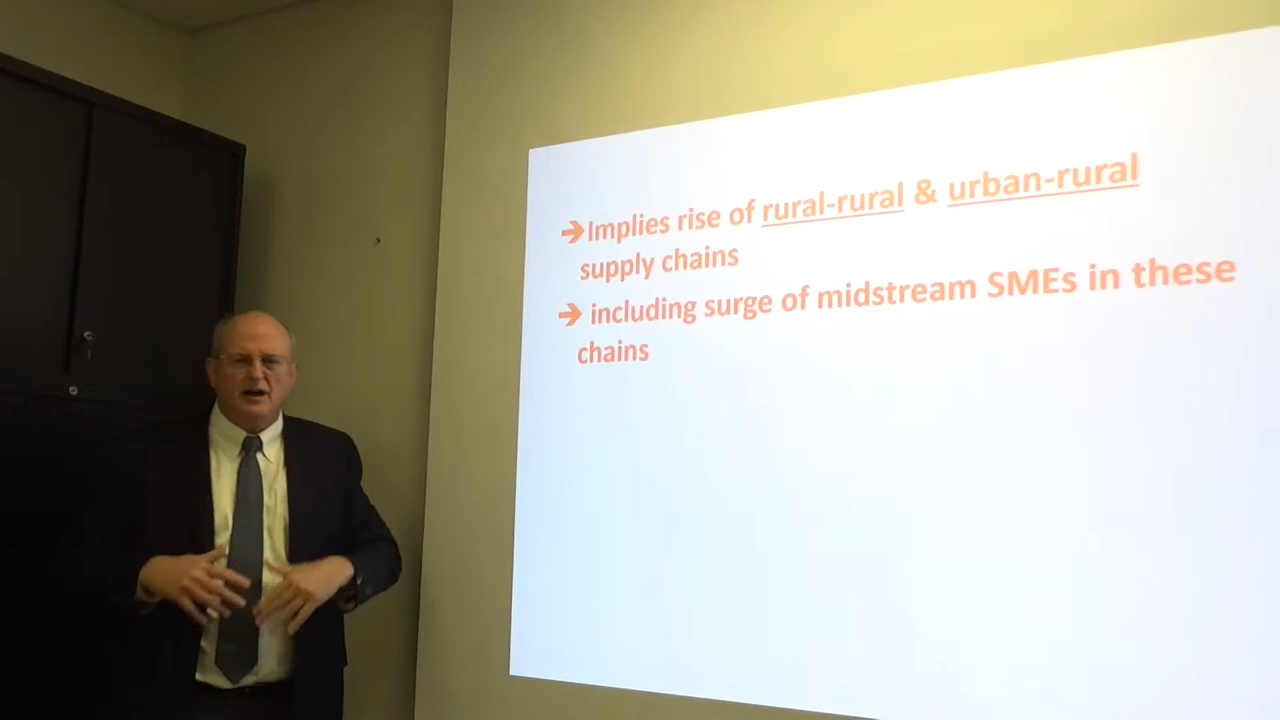 ➔Implies rise of rural-rural & urban-rural
supply chains
➔ including surge of midstream SMEs in these
chains